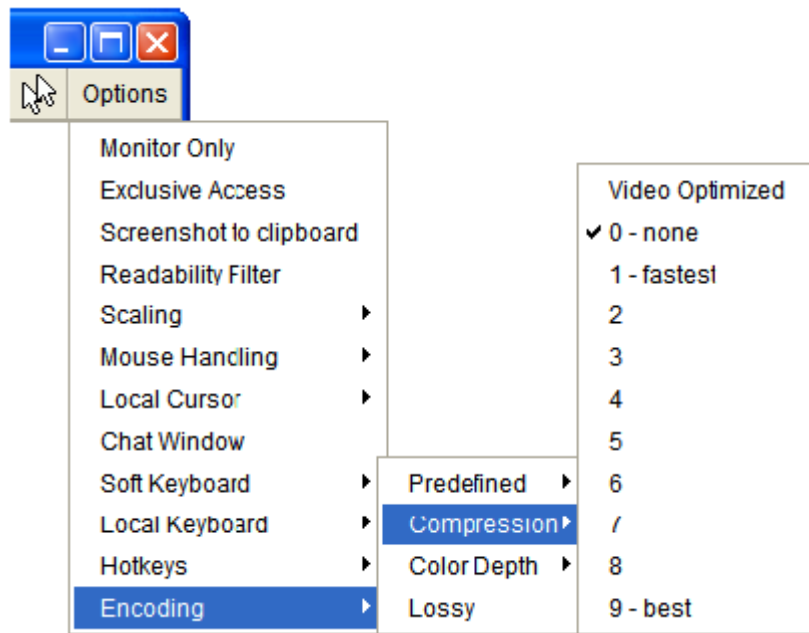 Options
Monitor Only
Exclusive Access
Screenshot to clipboard
Readability Filter
Scaling
Mouse Handling
Local Cursor
Chat Window
Soft Keyboard
Local Keyboard
Hotkeys
Encoding
Predefined
Compression
Color Depth
Lossy
Video Optimized
0 - none
1 - fastest
2
3
4
5
6
7
8
9 - best